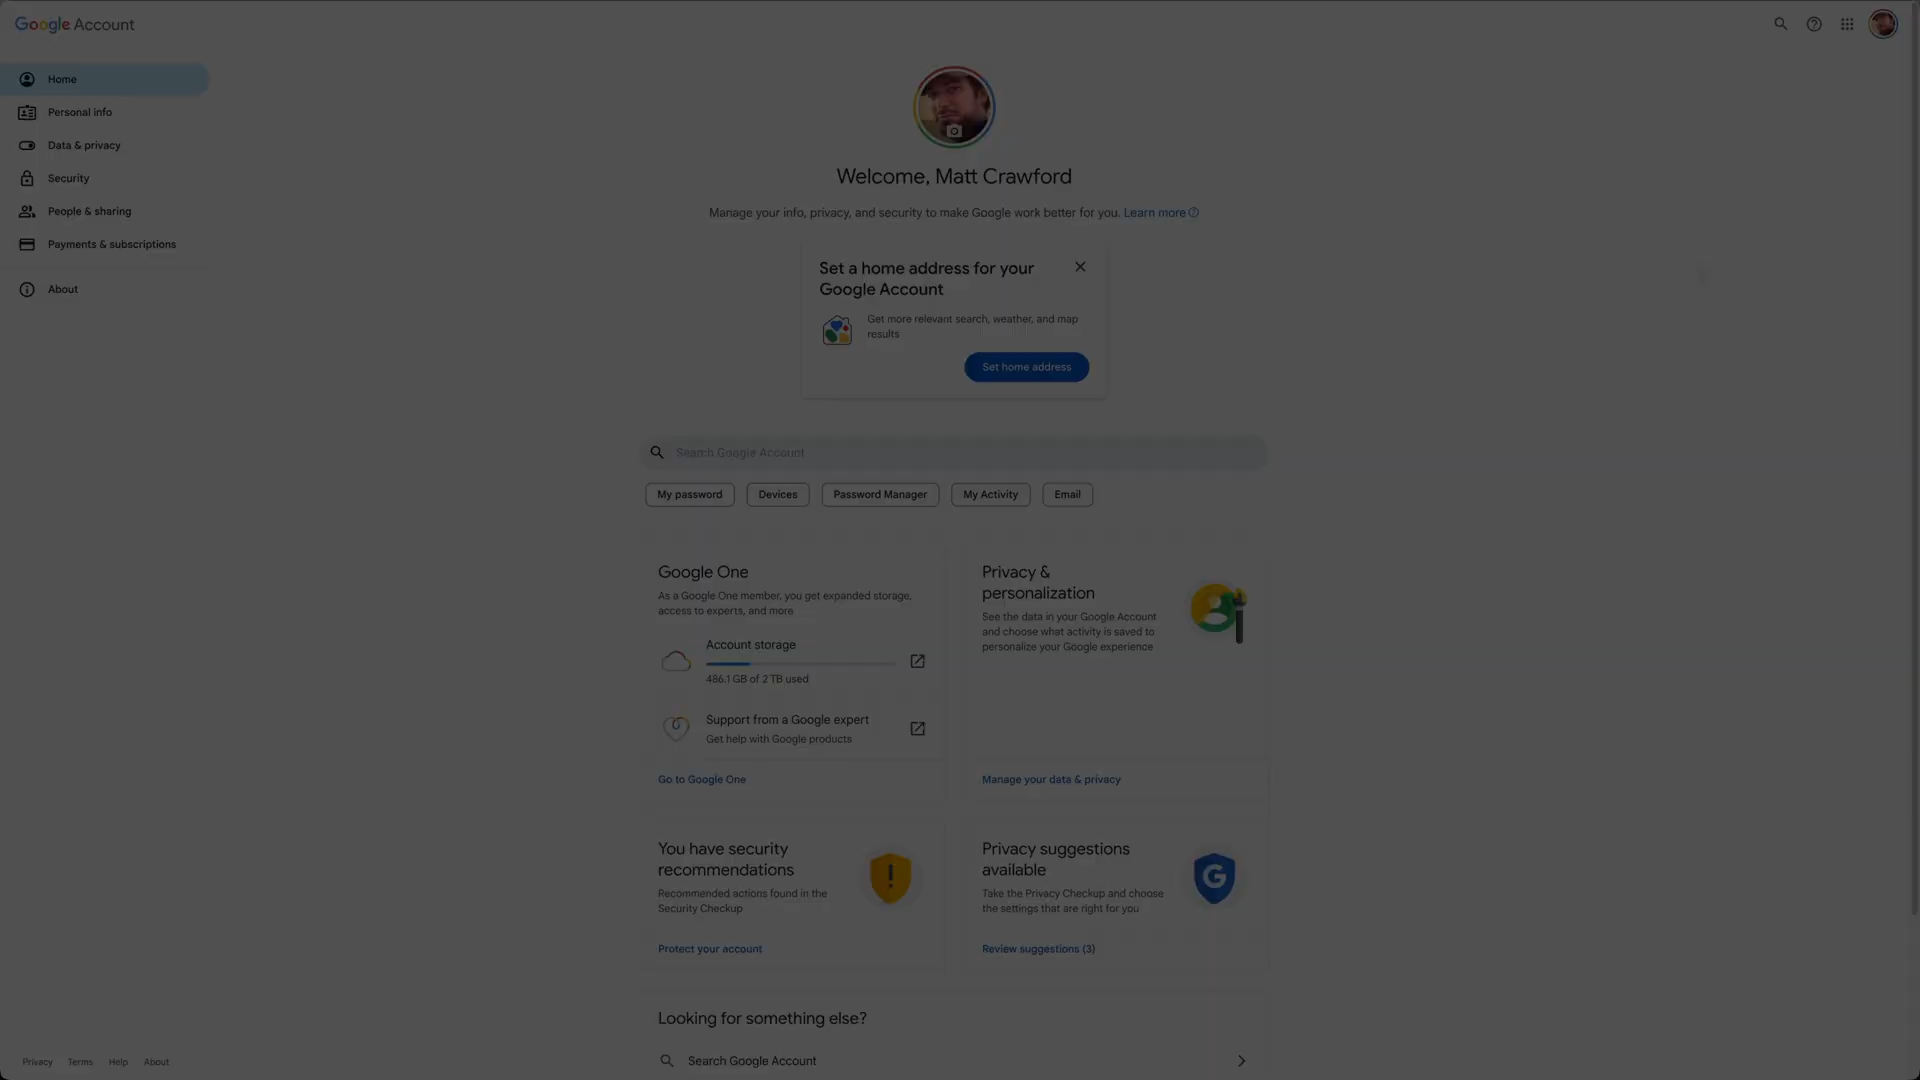 Google Account
Home
Personal info
Data & privacy
Security
People & sharing
Payments & subscriptions
About
Welcome, Matt Crawford
Manage your info, privacy, and security to make Google work better for you. Learn more
Set a home address for your
Google Account
Get more relevant search, weather, and map
results
Set home address
Search Google Account
My password
Devices
Password Manager
My Activity
Email
Google One
As a Google One member, you get expanded storage,
access to experts, and more
Account storage
486.1 GB of 2 TB used
Support from a Google expert
Get help with Google products
Go to Google One
Privacy &
personalization
See the data in your Google Account
and choose what activity is saved to
personalize your Google experience
Manage your data & privacy
You have security
recommendations
Recommended actions found in the
Security Checkup
Protect your account
Privacy suggestions
available
Take the Privacy Checkup and choose
the settings that are right for you
Review suggestions (3)
Looking for something else?
Search Google Account
Privacy Terms Help About